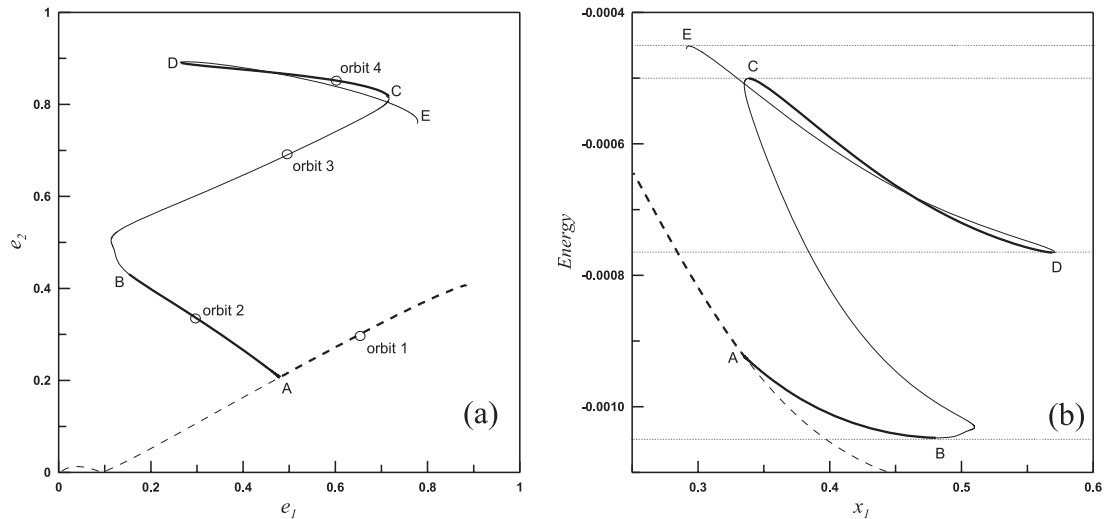 1
0.8
0.6
0.4
0.2
0
0
0.2
0.4
0.6
0.8
1
e2
e1
D
orbit 4
C
E
orbit 3
B
orbit 2
A
orbit 1
(a)
-0.0004
-0.0006
-0.0008
-0.0010
0.3
0.4
0.5
0.6
Energy
x1
E
C
D
A
B
(b)